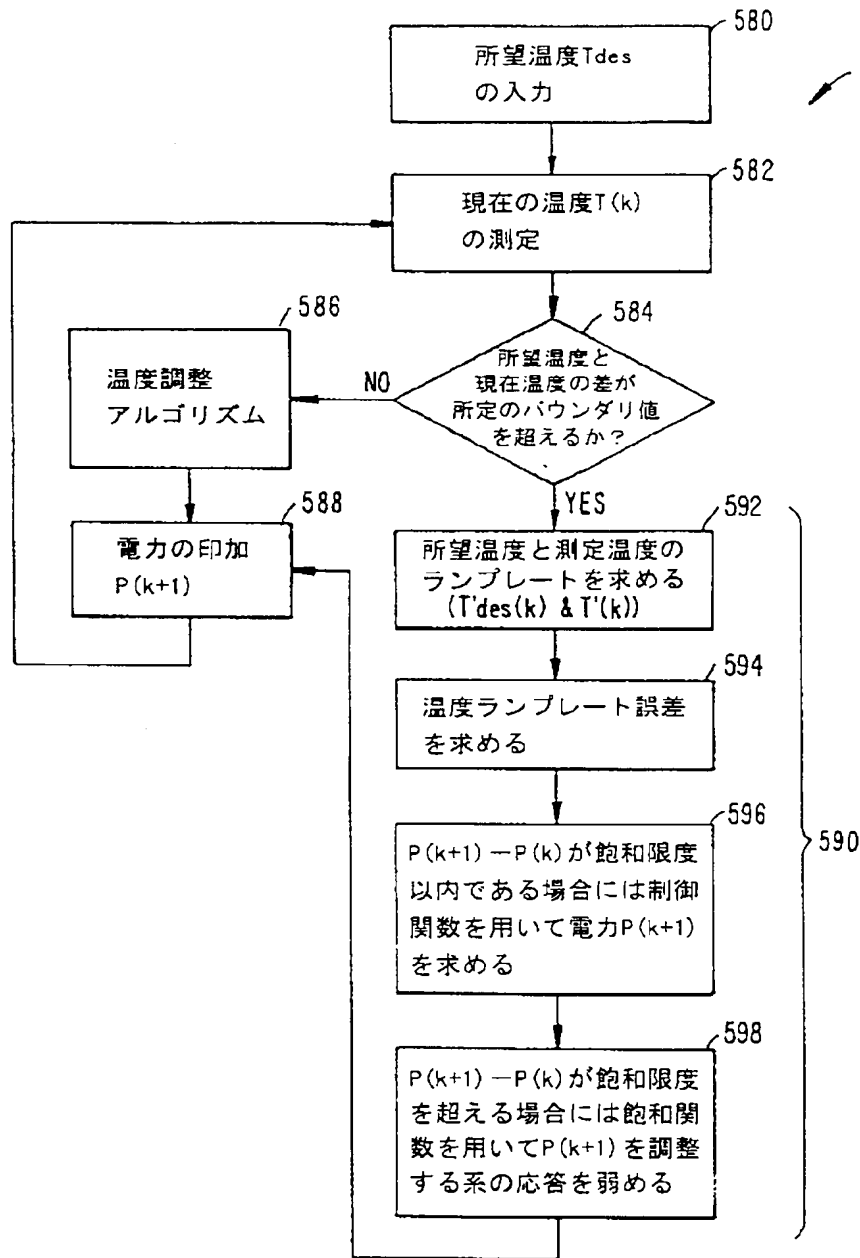 580
所望温度Tdes
の入力
582
現在の温度T(k)
の測定
584
所望温度と
現在温度の差が
所定のバウンダリ値
を超えるか?
NO
YES
586
温度調整
アルゴリズム
588
電力の印加
P(k+1)
592
所望温度と測定温度の
ランプレートを求める
(T'des(k) & T'(k))
594
温度ランプレート誤差
を求める
596
P(k+1)−P(k)が飽和限度
以内である場合には制御
関数を用いて電力P(k+1)
を求める
598
P(k+1)−P(k)が飽和限度
を超える場合には飽和関
数を用いてP(k+1)を調整
する系の応答を弱める
590